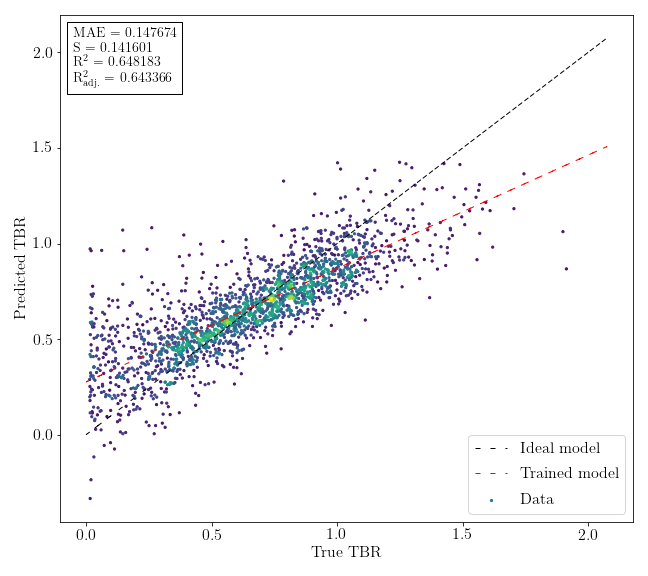 MAE = 0.147674
S = 0.141601
R² = 0.648183
R²adj. = 0.643366
2.0
1.5
1.0
0.5
0.0
Predicted TBR
0.0 0.5 1.0 1.5 2.0
True TBR
Ideal model
Trained model
Data